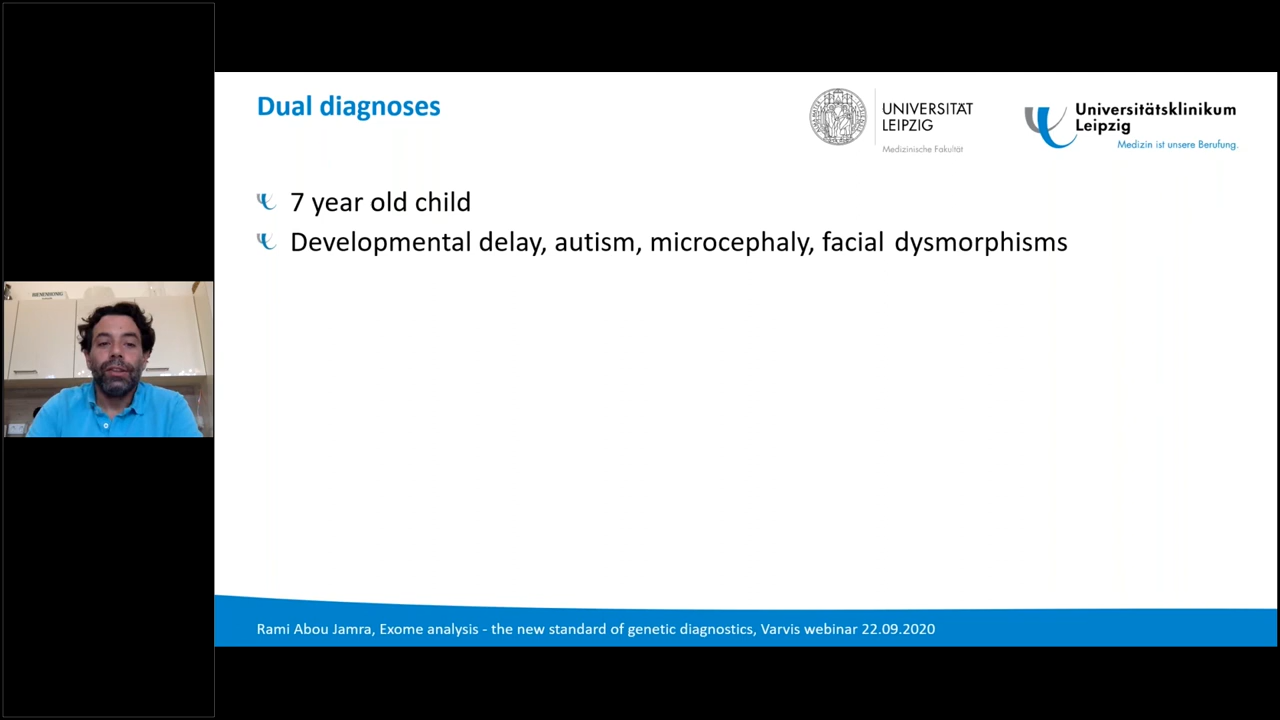 Dual diagnoses
UNIVERSITÄT
LEIPZIG
Medizinische Fakultät
Universitätsklinikum
Leipzig
Medizin ist unsere Berufung.
7 year old child
Developmental delay, autism, microcephaly, facial dysmorphisms
Rami Abou Jamra, Exome analysis - the new standard of genetic diagnostics, Varvis webinar 22.09.2020